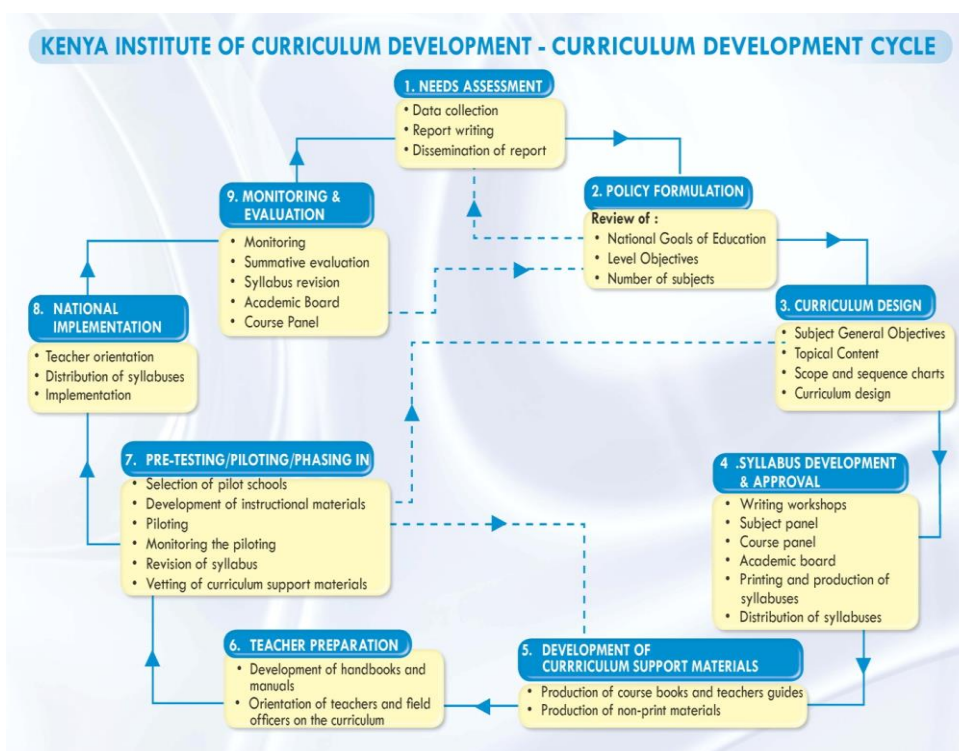 KENYA INSTITUTE OF CURRICULUM DEVELOPMENT - CURRICULUM DEVELOPMENT CYCLE
1. NEEDS ASSESSMENT
• Data collection
• Report writing
• Dissemination of report
2. POLICY FORMULATION
Review of :
• National Goals of Education
• Level Objectives
• Number of subjects
3. CURRICULUM DESIGN
• Subject General Objectives
• Topical Content
• Scope and sequence charts
• Curriculum design
4 .SYLLABUS DEVELOPMENT
& APPROVAL
• Writing workshops
• Subject panel
• Course panel
• Academic board
• Printing and production of
syllabuses
• Distribution of syllabuses
5. DEVELOPMENT OF
CURRRICULUM SUPPORT MATERIALS
• Production of course books and teachers guides
• Production of non-print materials
6. TEACHER PREPARATION
• Development of handbooks and
manuals
• Orientation of teachers and field
officers on the curriculum
7. PRE-TESTING/PILOTING/PHASING IN
• Selection of pilot schools
• Development of instructional materials
• Piloting
• Monitoring the piloting
• Revision of syllabus
• Vetting of curriculum support materials
8. NATIONAL
IMPLEMENTATION
• Teacher orientation
• Distribution of syllabuses
• Implementation
9. MONITORING &
EVALUATION
• Monitoring
• Summative evaluation
• Syllabus revision
• Academic Board
• Course Panel